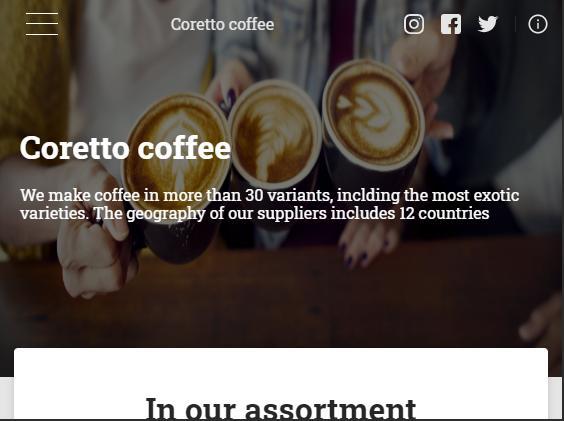 Coretto coffee
Coretto coffee
We make coffee in more than 30 variants, inclding the most exotic
varieties. The geography of our suppliers includes 12 countries
In our assortment